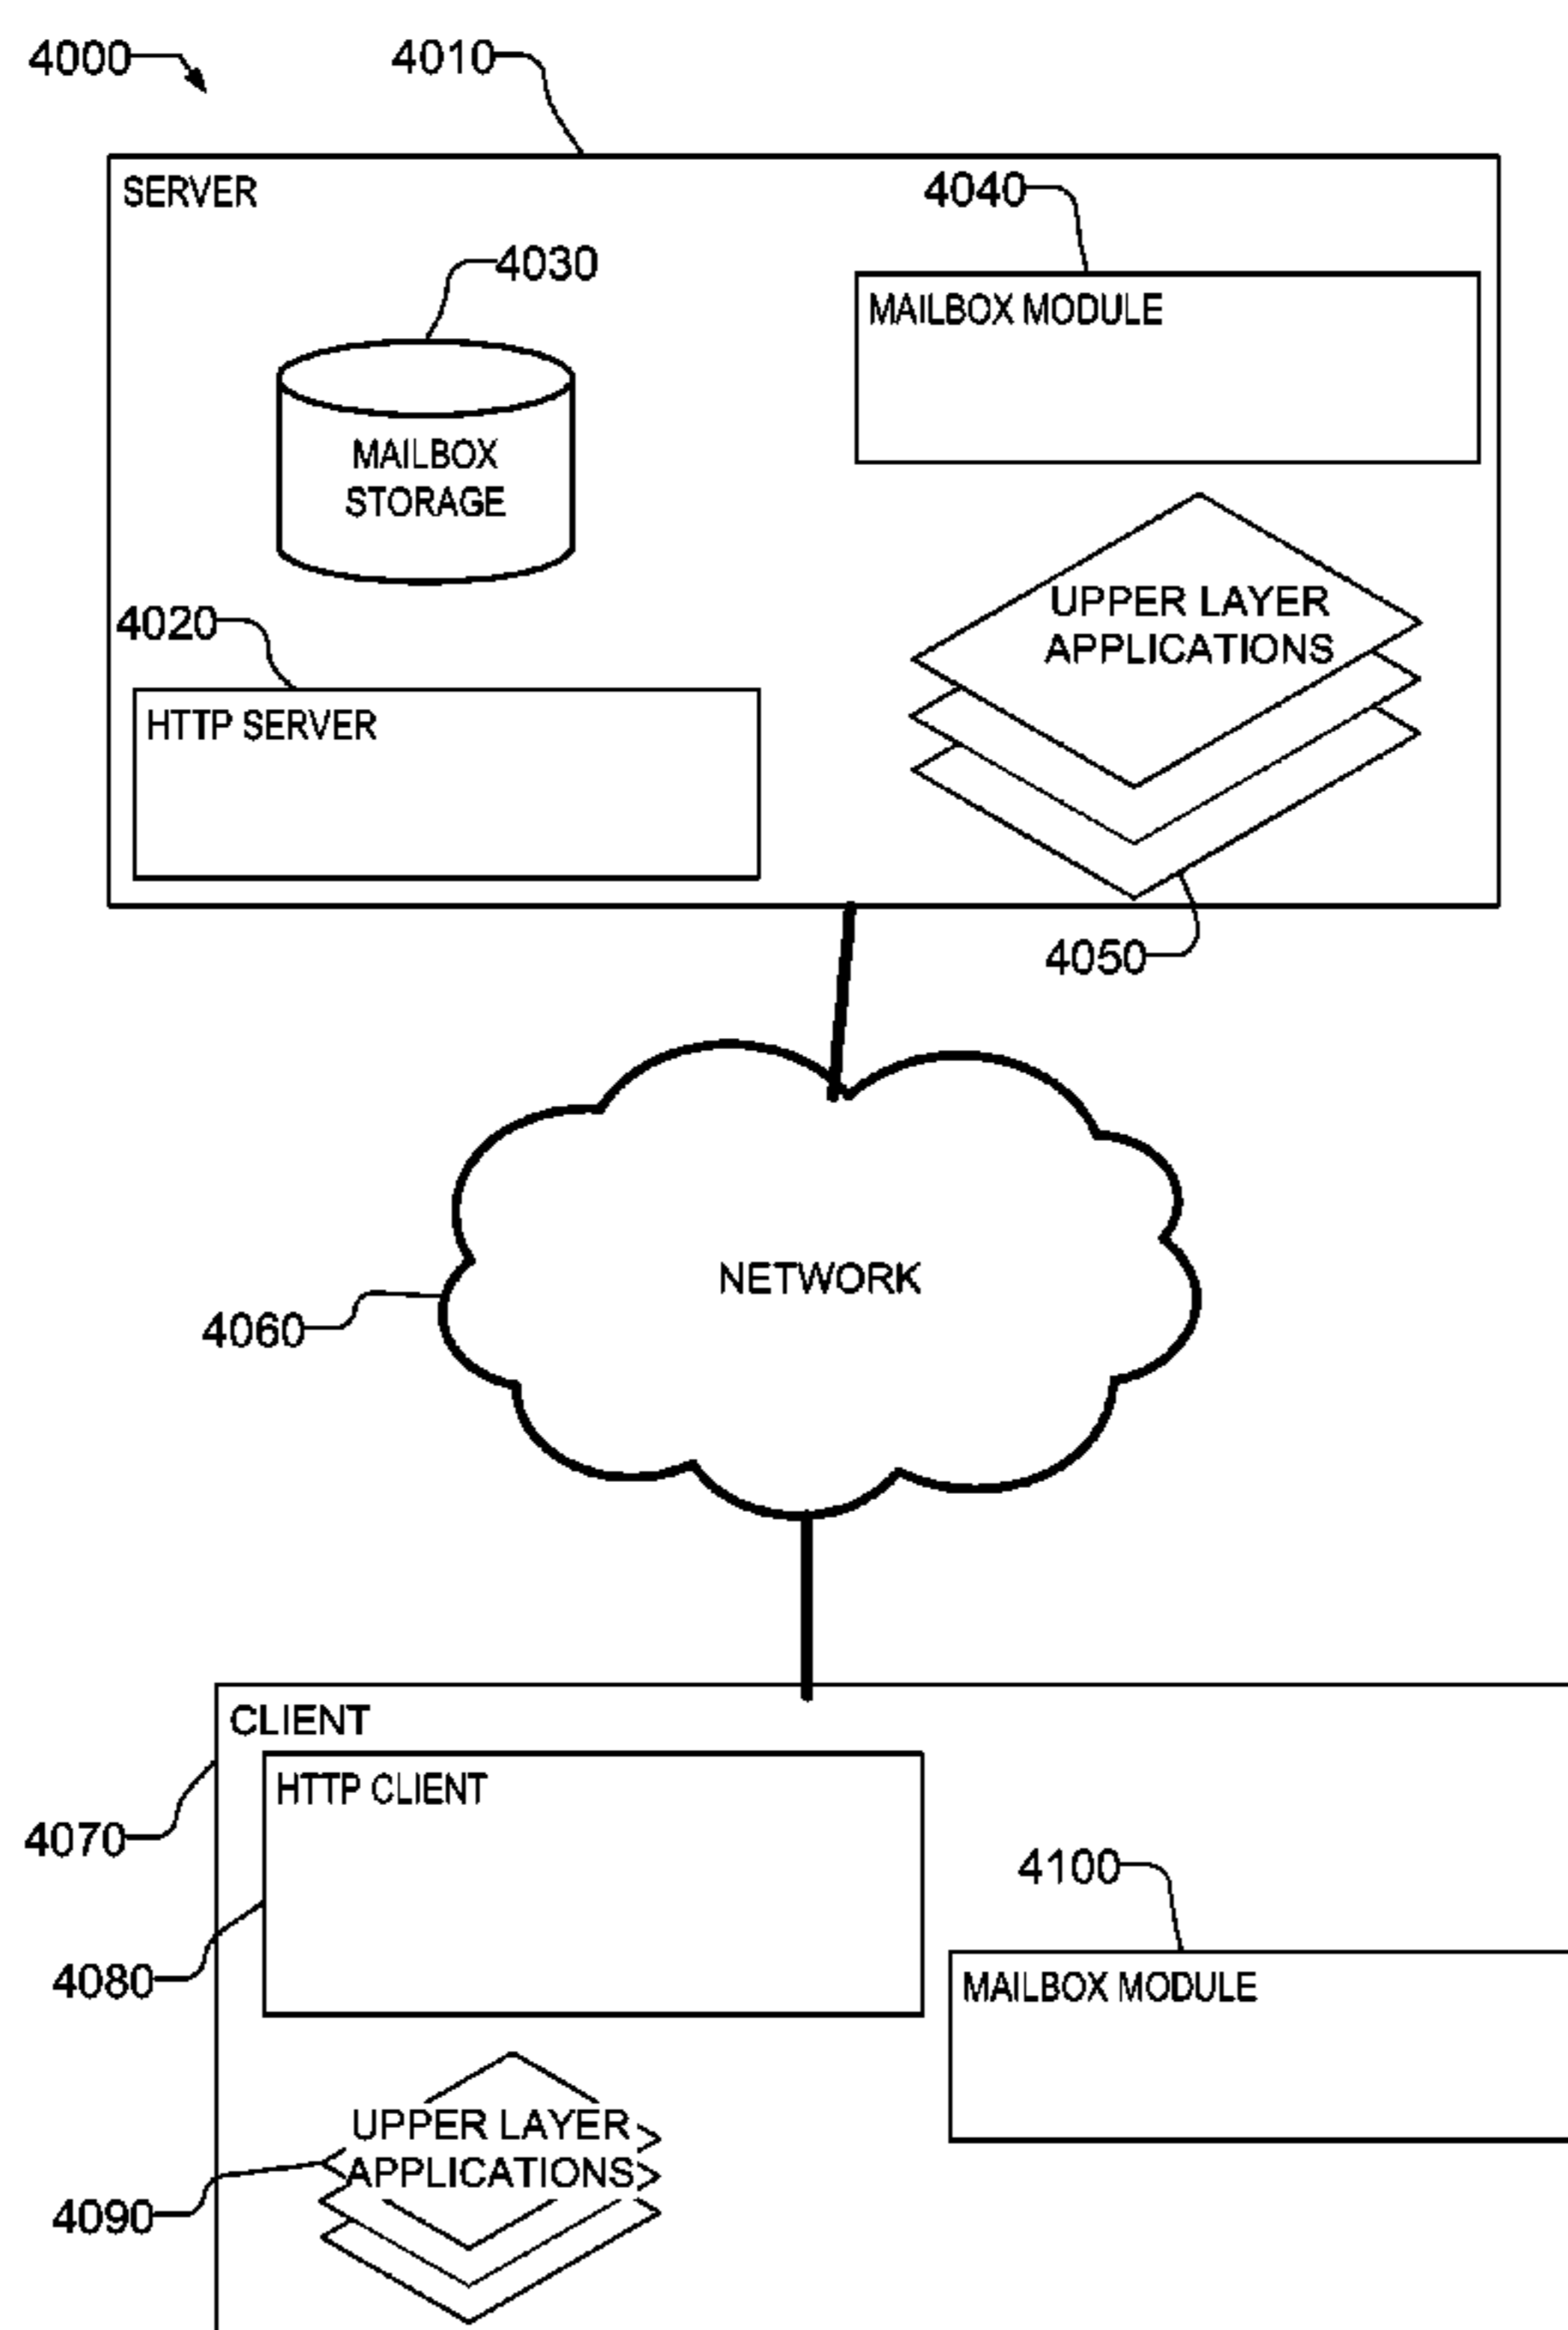 4000
4010
SERVER
4040
4030
MAILBOX MODULE
MAILBOX
STORAGE
UPPER LAYER
APPLICATIONS
4020
HTTP SERVER
4050
NETWORK
4060
CLIENT
HTTP CLIENT
4070
4100
4080
MAILBOX MODULE
UPPER LAYER
APPLICATIONS
4090